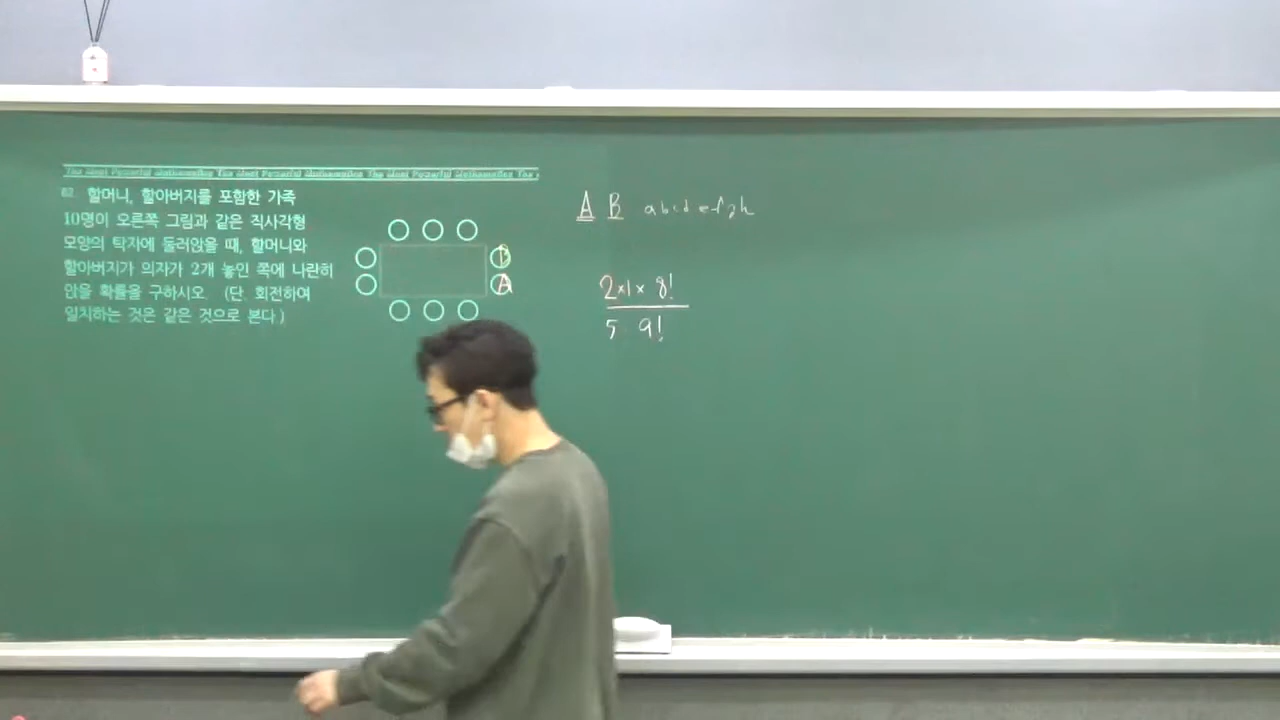 The Most Powerful Mathematics The Most Powerful Mathematics The Most Powerful Mathematics The
82 할머니, 할아버지를 포함한 가족
10명이 오른쪽 그림과 같은 직사각형
모양의 탁자에 둘러앉을 때, 할머니와
할아버지가 의자가 2개 놓인 쪽에 나란히
앉을 확률을 구하시오. (단, 회전하여
일치하는 것은 같은 것으로 본다.)
B
A
A B a b c d e f g h
2×1× 8!
5 9!